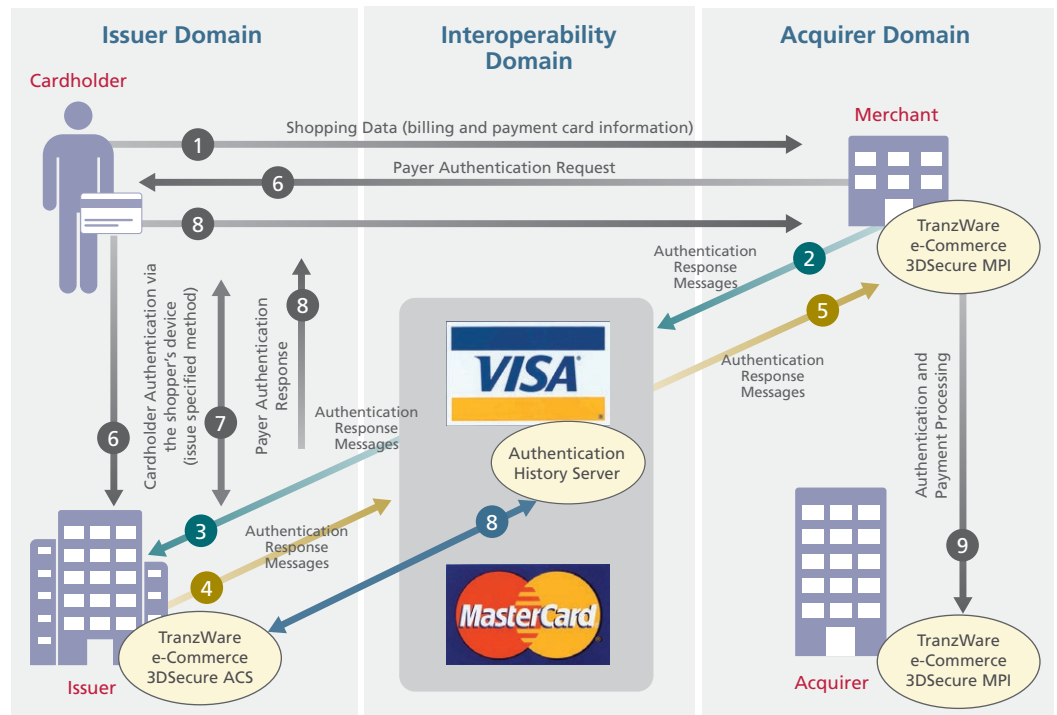 Issuer Domain
Interoperability
Domain
Acquirer Domain
Cardholder
Merchant
Shopping Data (billing and payment card information)
1
Payer Authentication Request
6
8
TranzWare
e-Commerce
3DSecure MPI
Authentication
Response
Messages
2
5
Authentication
Response
Messages
Cardholder Authentication via
the shopper's device
(issue specified method)
6
7
Payer Authentication
Response
8
VISA
Authentication
Response
Messages
Authentication
History Server
Authentication and
Payment Processing
3
Authentication
Response
Messages
4
8
9
MasterCard
TranzWare
e-Commerce
3DSecure ACS
Issuer
TranzWare
e-Commerce
3DSecure MPI
Acquirer